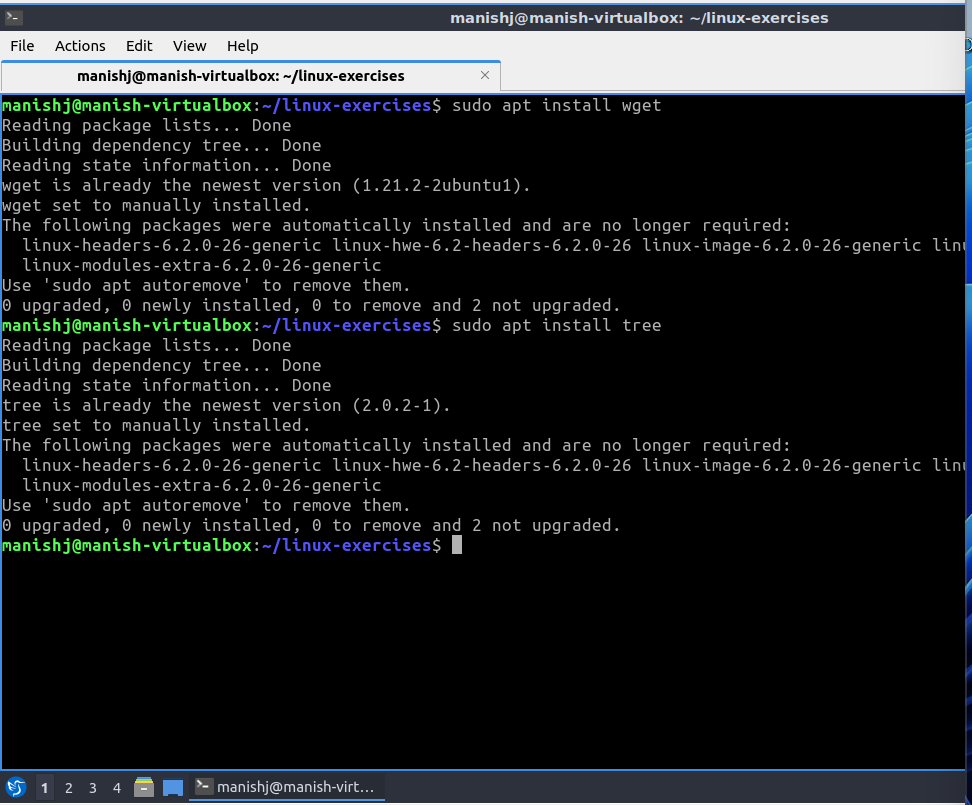 manishj@manish-virtualbox: ~/linux-exercises
File Actions Edit View Help
manishj@manish-virtualbox: ~/linux-exercises
manishj@manish-virtualbox:~/linux-exercises$ sudo apt install wget
Reading package lists... Done
Building dependency tree... Done
Reading state information... Done
wget is already the newest version (1.21.2-2ubuntu1).
wget set to manually installed.
The following packages were automatically installed and are no longer required:
  linux-headers-6.2.0-26-generic linux-hwe-6.2-headers-6.2.0-26 linux-image-6.2.0-26-generic
  linux-modules-extra-6.2.0-26-generic
Use 'sudo apt autoremove' to remove them.
0 upgraded, 0 newly installed, 0 to remove and 2 not upgraded.
manishj@manish-virtualbox:~/linux-exercises$ sudo apt install tree
Reading package lists... Done
Building dependency tree... Done
Reading state information... Done
tree is already the newest version (2.0.2-1).
tree set to manually installed.
The following packages were automatically installed and are no longer required:
  linux-headers-6.2.0-26-generic linux-hwe-6.2-headers-6.2.0-26 linux-image-6.2.0-26-generic
  linux-modules-extra-6.2.0-26-generic
Use 'sudo apt autoremove' to remove them.
0 upgraded, 0 newly installed, 0 to remove and 2 not upgraded.
manishj@manish-virtualbox:~/linux-exercises$
1 2 3 4 manishj@manish-virt...